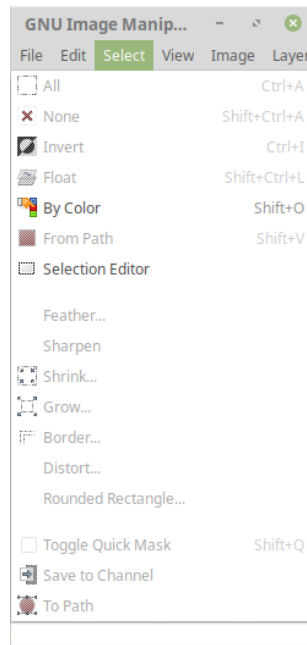 GNU Image Manip...
File Edit Select View Image Layer
All Ctrl+A
None Shift+Ctrl+A
Invert Ctrl+I
Float Shift+Ctrl+L
By Color Shift+O
From Path Shift+V
Selection Editor
Feather...
Sharpen
Shrink...
Grow...
Border...
Distort...
Rounded Rectangle...
Toggle Quick Mask Shift+Q
Save to Channel
To Path